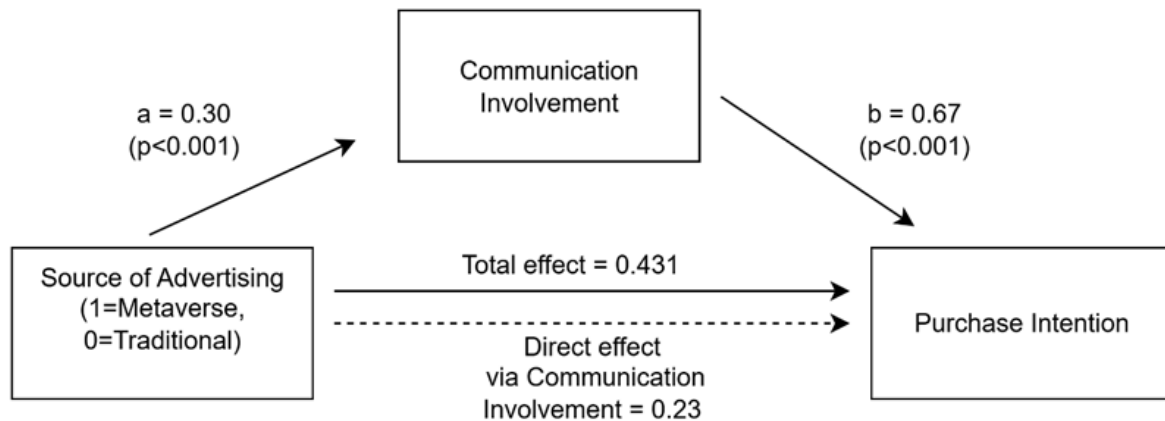 Communication
Involvement
a = 0.30
(p<0.001)
b = 0.67
(p<0.001)
Source of Advertising
(1=Metaverse,
0=Traditional)
Total effect = 0.431
Direct effect
via Communication
Involvement = 0.23
Purchase Intention